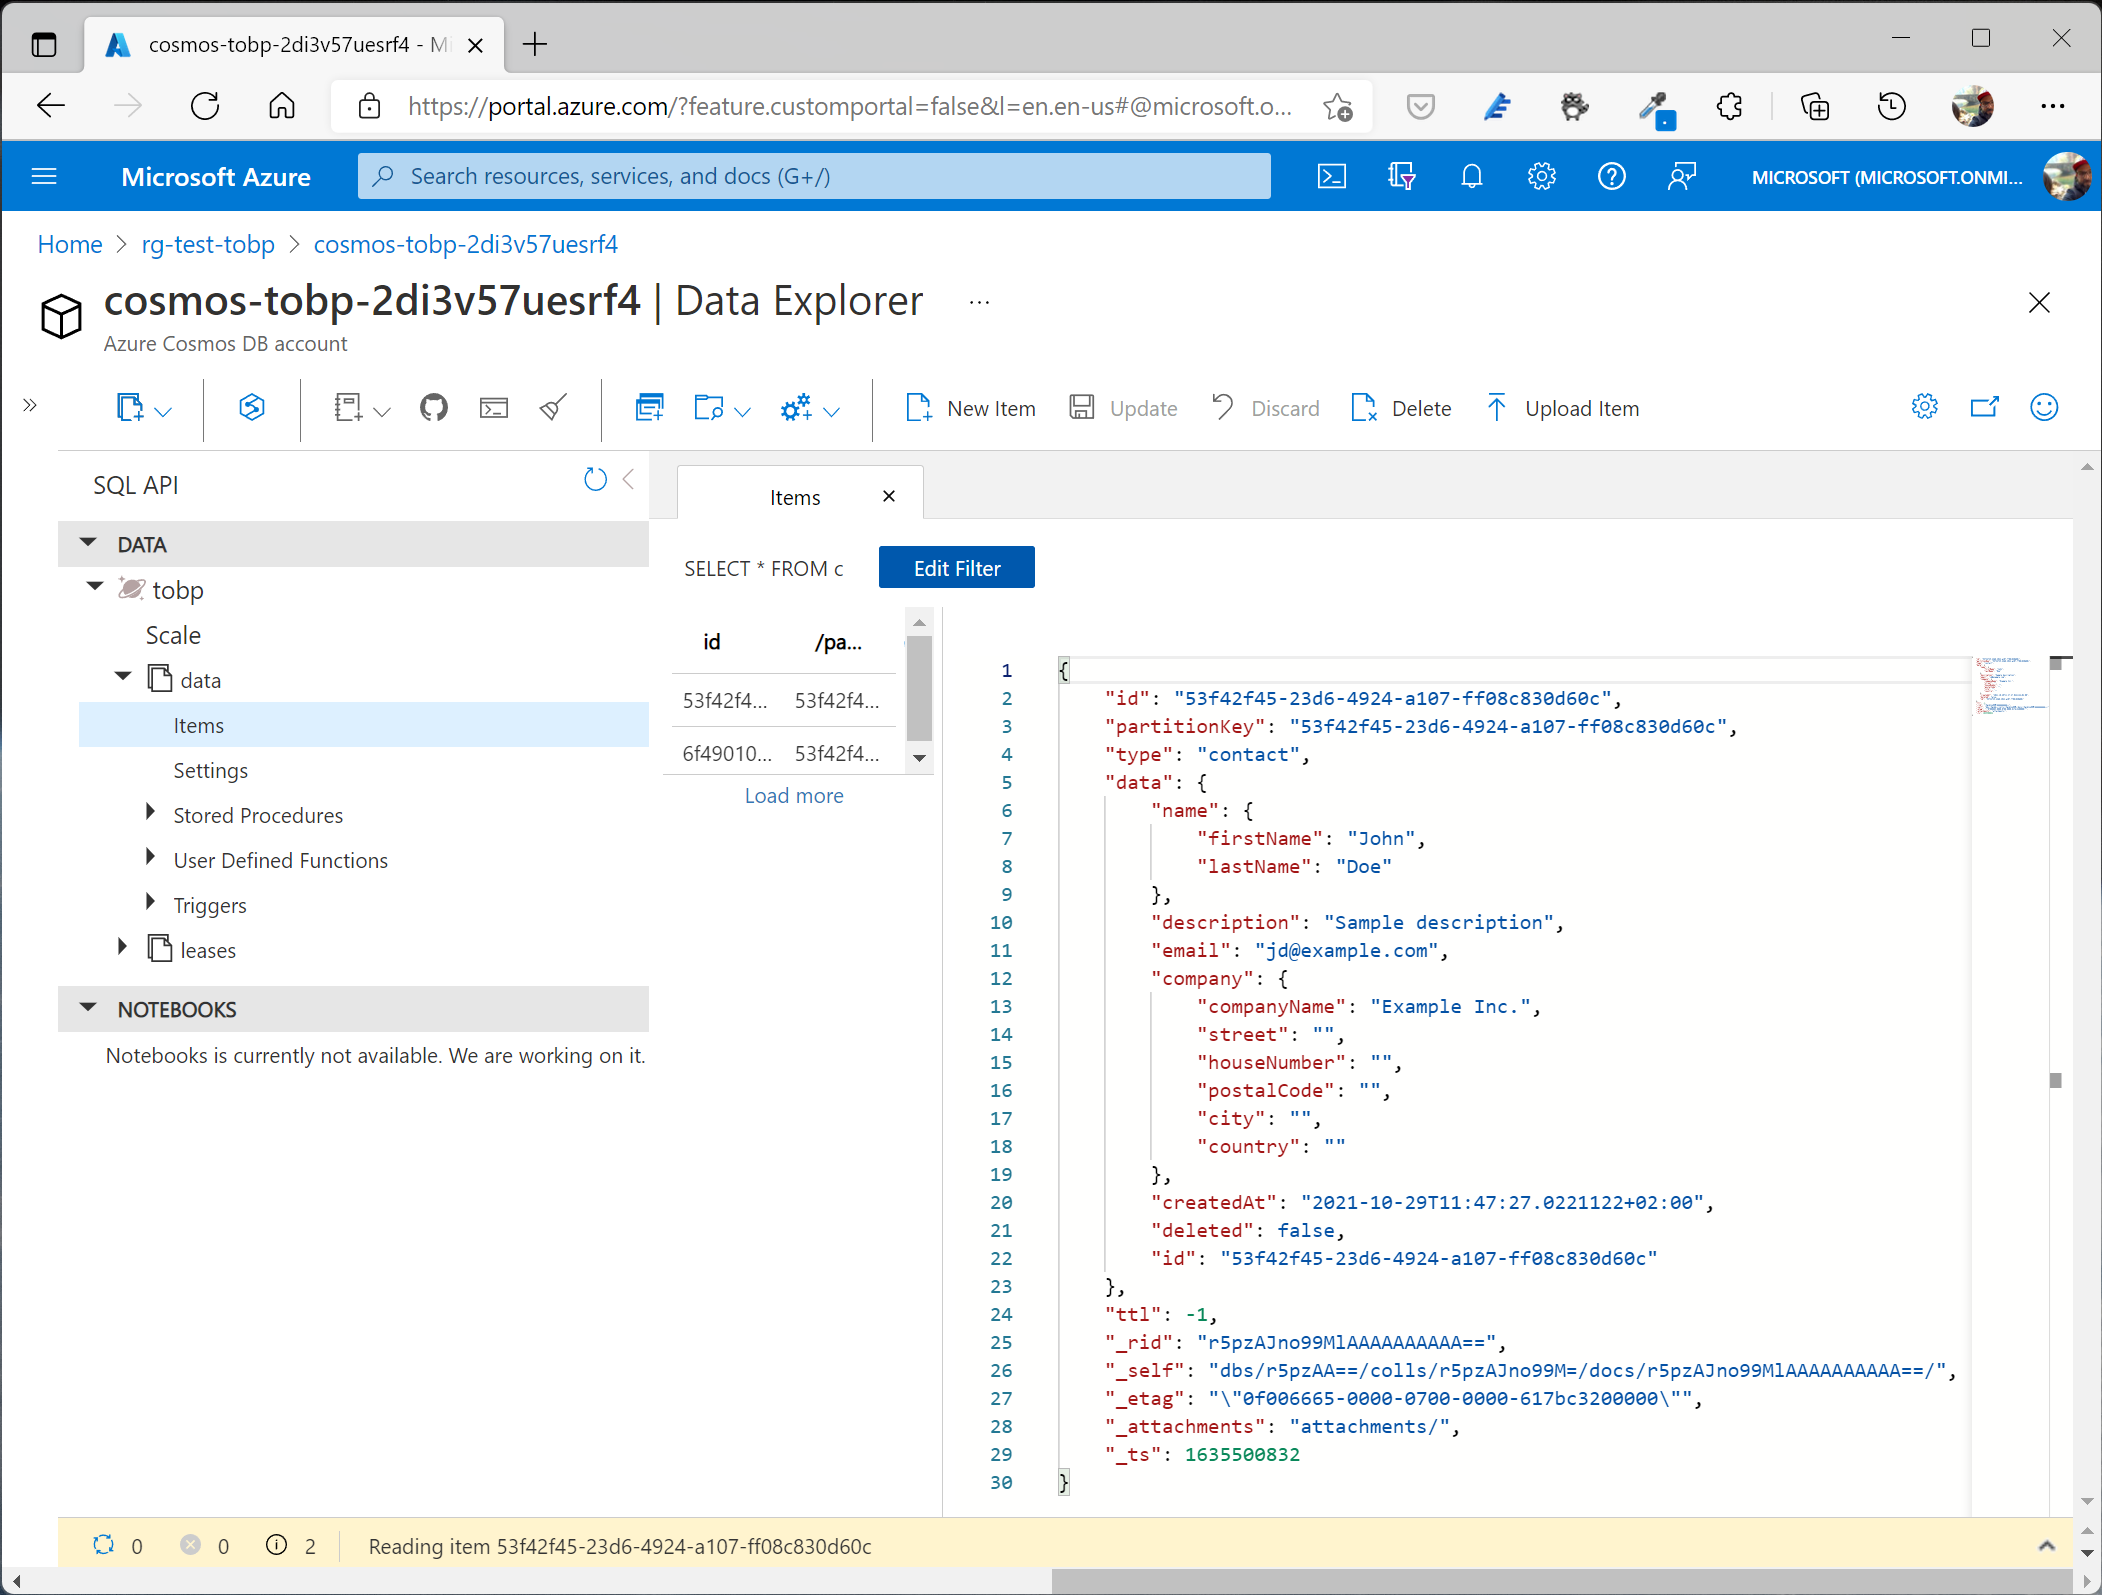 cosmos-tobp-2di3v57uesrf4 - Mi
https://portal.azure.com/?feature.customportal=false&l=en.en-us#@microsoft.o...
Microsoft Azure
Search resources, services, and docs (G+/)
MICROSOFT (MICROSOFT.ONMI...
Home > rg-test-tobp > cosmos-tobp-2di3v57uesrf4
cosmos-tobp-2di3v57uesrf4 | Data Explorer ...
Azure Cosmos DB account
New Item
Update
Discard
Delete
Upload Item
SQL API
DATA
tobp
Scale
data
Items
Settings
Stored Procedures
User Defined Functions
Triggers
leases
NOTEBOOKS
Notebooks is currently not available. We are working on it.
Items
SELECT * FROM c
Edit Filter
id /pa...
53f42f4... 53f42f4...
6f49010... 53f42f4...
Load more
1 {
2 "id": "53f42f45-23d6-4924-a107-ff08c830d60c",
3 "partitionKey": "53f42f45-23d6-4924-a107-ff08c830d60c",
4 "type": "contact",
5 "data": {
6 "name": {
7 "firstName": "John",
8 "lastName": "Doe"
9 },
10 "description": "Sample description",
11 "email": "jd@example.com",
12 "company": {
13 "companyName": "Example Inc.",
14 "street": "",
15 "houseNumber": "",
16 "postalCode": "",
17 "city": "",
18 "country": ""
19 },
20 "createdAt": "2021-10-29T11:47:27.0221122+02:00",
21 "deleted": false,
22 "id": "53f42f45-23d6-4924-a107-ff08c830d60c"
23 },
24 "ttl": -1,
25 "_rid": "r5pzAJno99MlAAAAAAAAAA==",
26 "_self": "dbs/r5pzAA==/colls/r5pzAJno99M=/docs/r5pzAJno99MlAAAAAAAAAA==/",
27 "_etag": "\"0f006665-0000-0700-0000-617bc3200000\"",
28 "_attachments": "attachments/",
29 "_ts": 1635500832
30 }
0 0 2 Reading item 53f42f45-23d6-4924-a107-ff08c830d60c